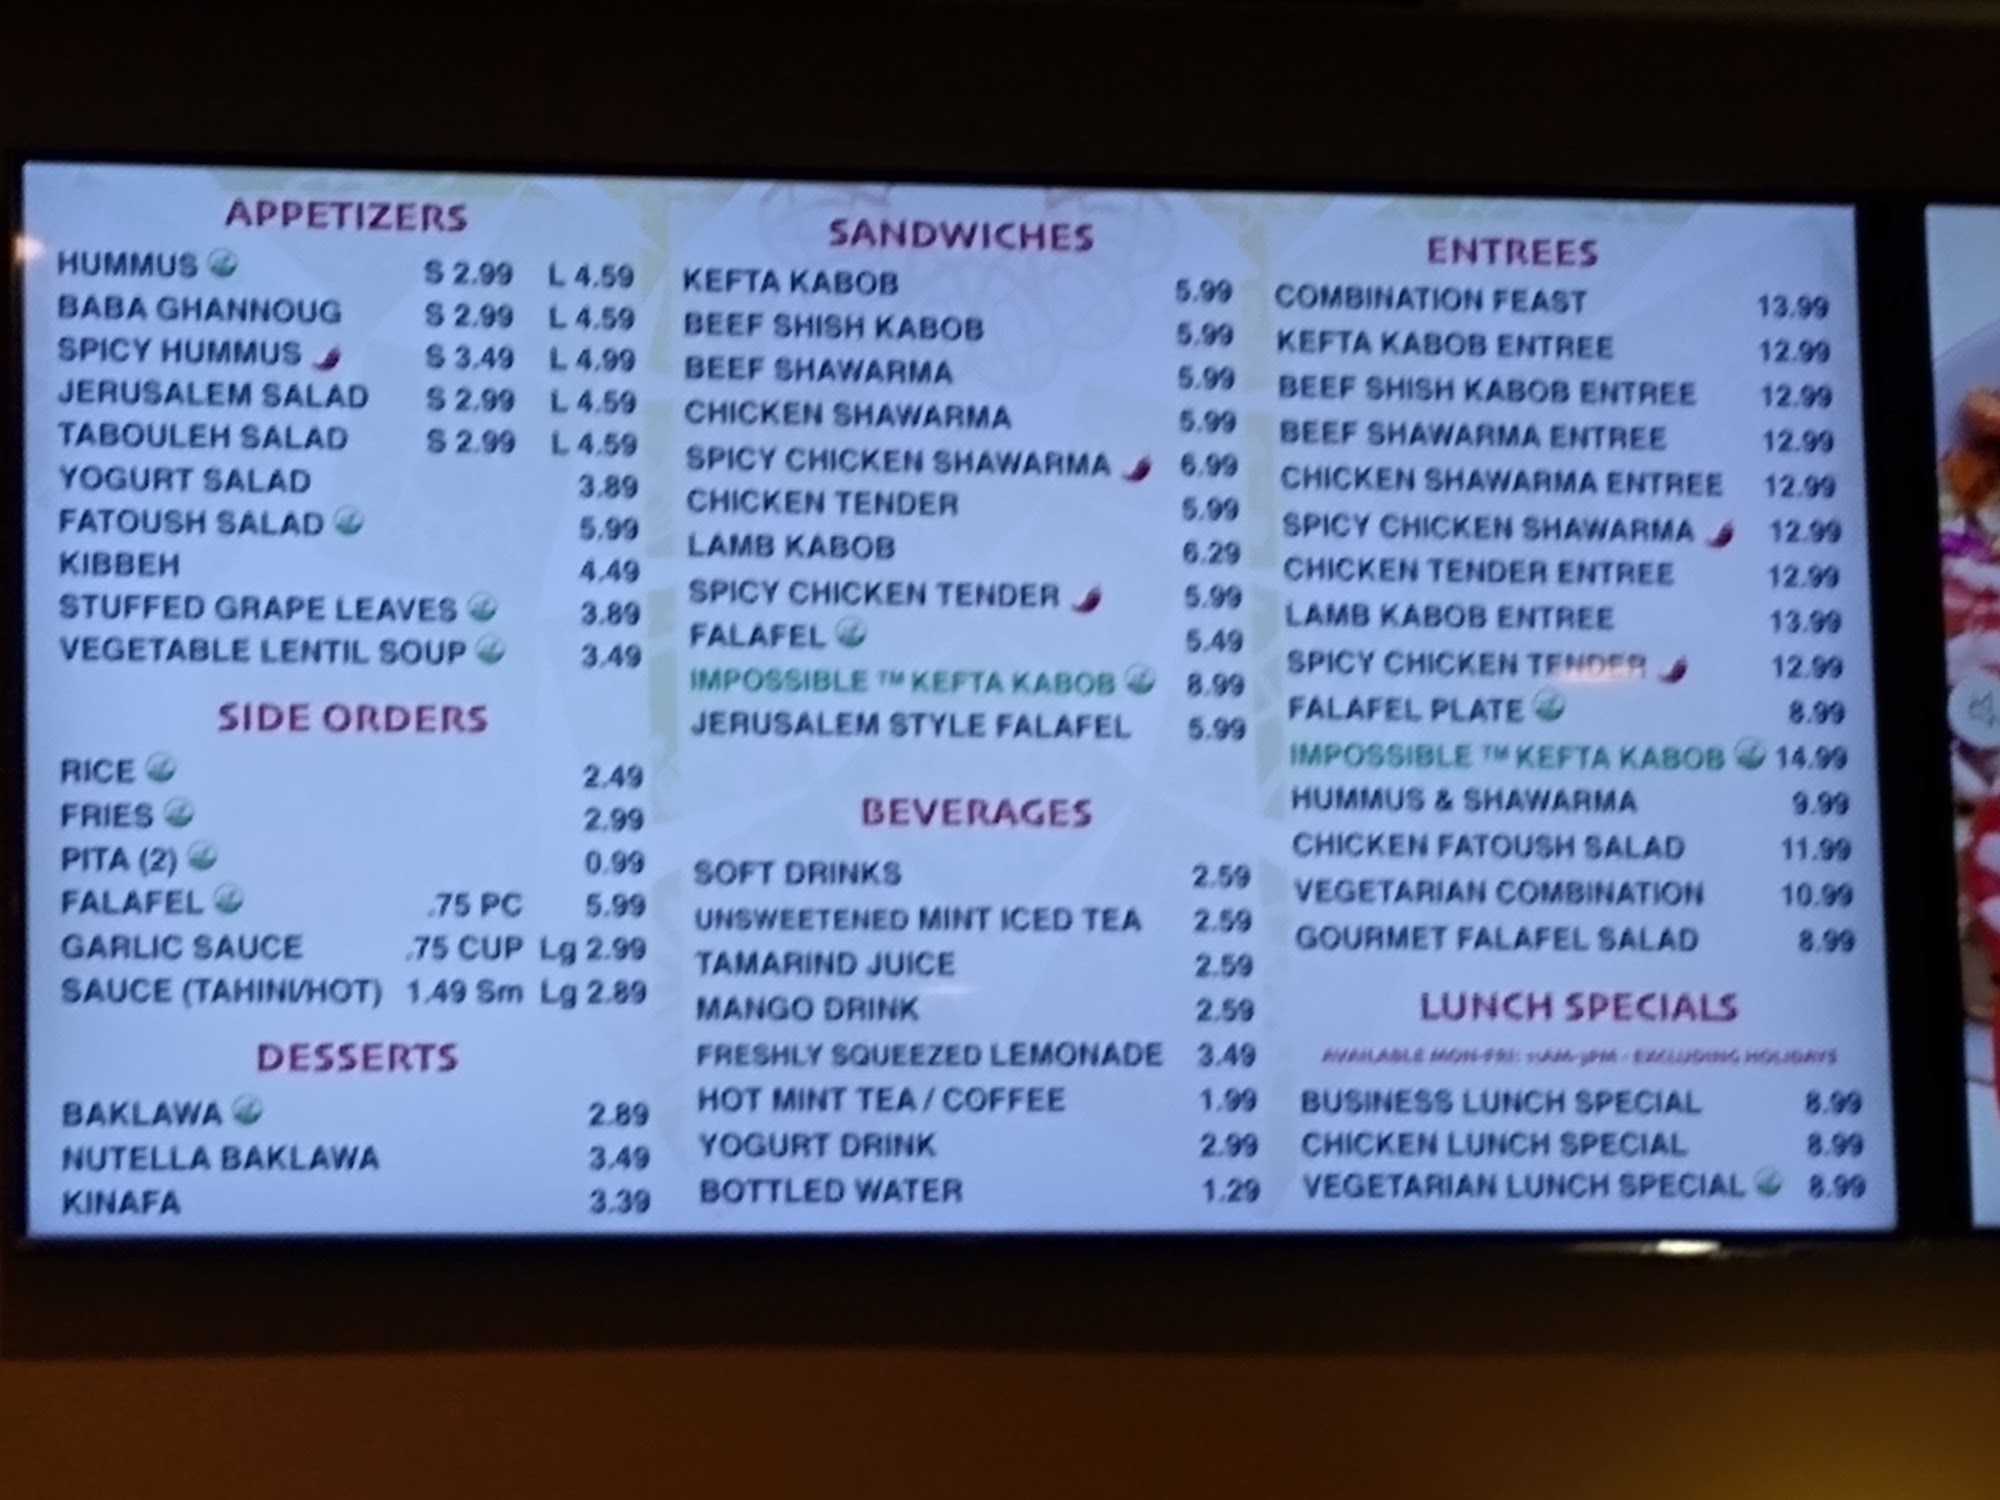 APPETIZERS
HUMMUS S 2.99 L 4.59
BABA GHANNOUG S 2.99 L 4.59
SPICY HUMMUS S 3.49 L 4.99
JERUSALEM SALAD S 2.99 L 4.59
TABOULEH SALAD S 2.99 L 4.59
YOGURT SALAD 3.89
FATOUSH SALAD 5.99
KIBBEH 4.49
STUFFED GRAPE LEAVES 3.89
VEGETABLE LENTIL SOUP 3.49
SIDE ORDERS
RICE 2.49
FRIES 2.99
PITA (2) 0.99
FALAFEL .75 PC 5.99
GARLIC SAUCE .75 CUP Lg 2.99
SAUCE (TAHINI/HOT) 1.49 Sm Lg 2.89
DESSERTS
BAKLAWA 2.89
NUTELLA BAKLAWA 3.49
KINAFA 3.39
SANDWICHES
KEFTA KABOB 5.99
BEEF SHISH KABOB 5.99
BEEF SHAWARMA 5.99
CHICKEN SHAWARMA 5.99
SPICY CHICKEN SHAWARMA 6.99
CHICKEN TENDER 5.99
LAMB KABOB 6.29
SPICY CHICKEN TENDER 5.99
FALAFEL 5.49
IMPOSSIBLE ™ KEFTA KABOB 8.99
JERUSALEM STYLE FALAFEL 5.99
BEVERAGES
SOFT DRINKS 2.59
UNSWEETENED MINT ICED TEA 2.59
TAMARIND JUICE 2.59
MANGO DRINK 2.59
FRESHLY SQUEEZED LEMONADE 3.49
HOT MINT TEA / COFFEE 1.99
YOGURT DRINK 2.99
BOTTLED WATER 1.29
ENTREES
COMBINATION FEAST 13.99
KEFTA KABOB ENTREE 12.99
BEEF SHISH KABOB ENTREE 12.99
BEEF SHAWARMA ENTREE 12.99
CHICKEN SHAWARMA ENTREE 12.99
SPICY CHICKEN SHAWARMA 12.99
CHICKEN TENDER ENTREE 12.99
LAMB KABOB ENTREE 13.99
SPICY CHICKEN TENDER 12.99
FALAFEL PLATE 8.99
IMPOSSIBLE ™ KEFTA KABOB 14.99
HUMMUS & SHAWARMA 9.99
CHICKEN FATOUSH SALAD 11.99
VEGETARIAN COMBINATION 10.99
GOURMET FALAFEL SALAD 8.99
LUNCH SPECIALS
AVAILABLE MON-FRI: 11AM-3PM - EXCLUDING HOLIDAYS
BUSINESS LUNCH SPECIAL 8.99
CHICKEN LUNCH SPECIAL 8.99
VEGETARIAN LUNCH SPECIAL 8.99